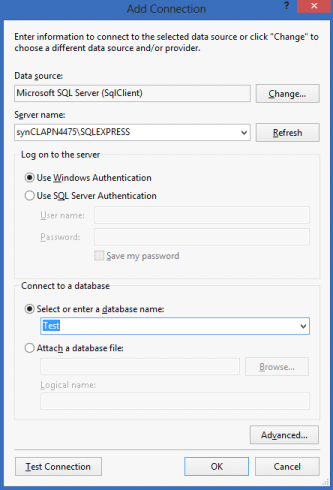 Add Connection
?
Enter information to connect to the selected data source or click "Change" to
choose a different data source and/or provider.
Data source:
Microsoft SQL Server (SqlClient)
Change...
Server name:
synCLAPN4475\SQLEXPRESS
Refresh
Log on to the server
Use Windows Authentication
Use SQL Server Authentication
User name:
Password:
Save my password
Connect to a database
Select or enter a database name:
Test
Attach a database file:
Browse...
Logical name:
Advanced...
Test Connection
OK
Cancel